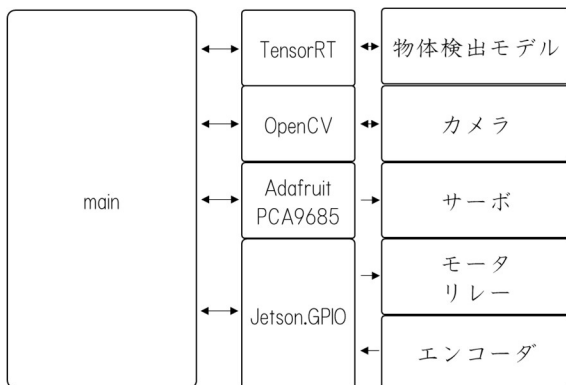 main
TensorRT
物体検出モデル
OpenCV
カメラ
Adafruit
PCA9685
サーボ
Jetson.GPIO
モータ
リレー
エンコーダ